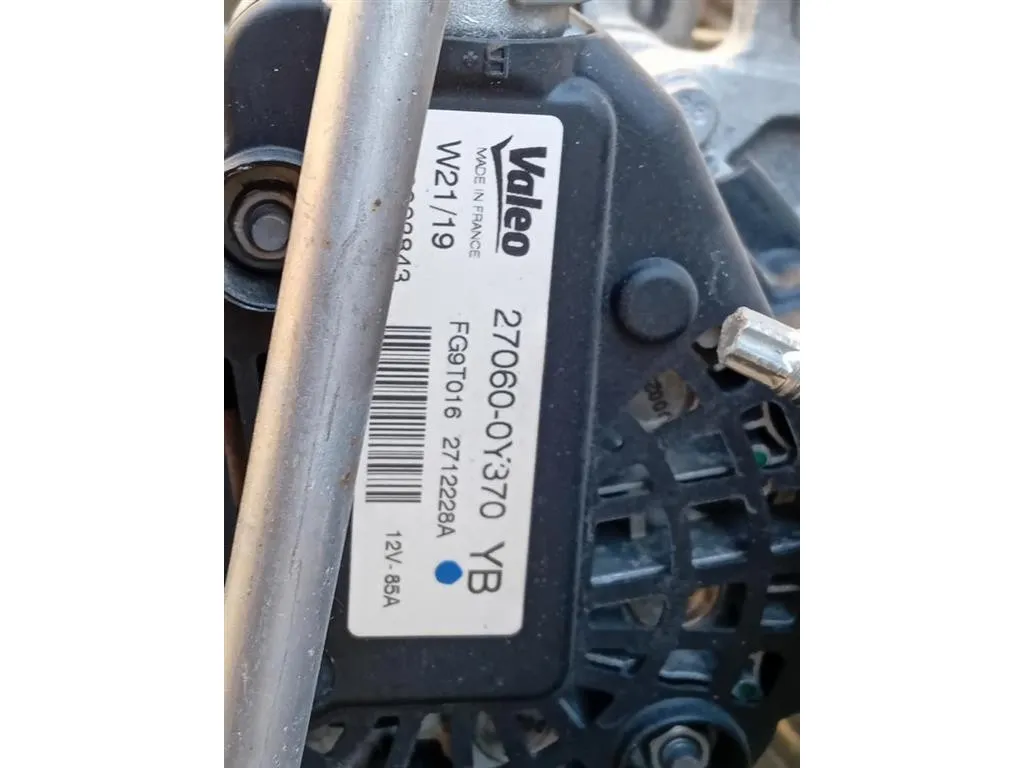 Valeo
MADE IN FRANCE
W21/19
27060-0Y370 YB
FG9T016 2712228A
12V-85A